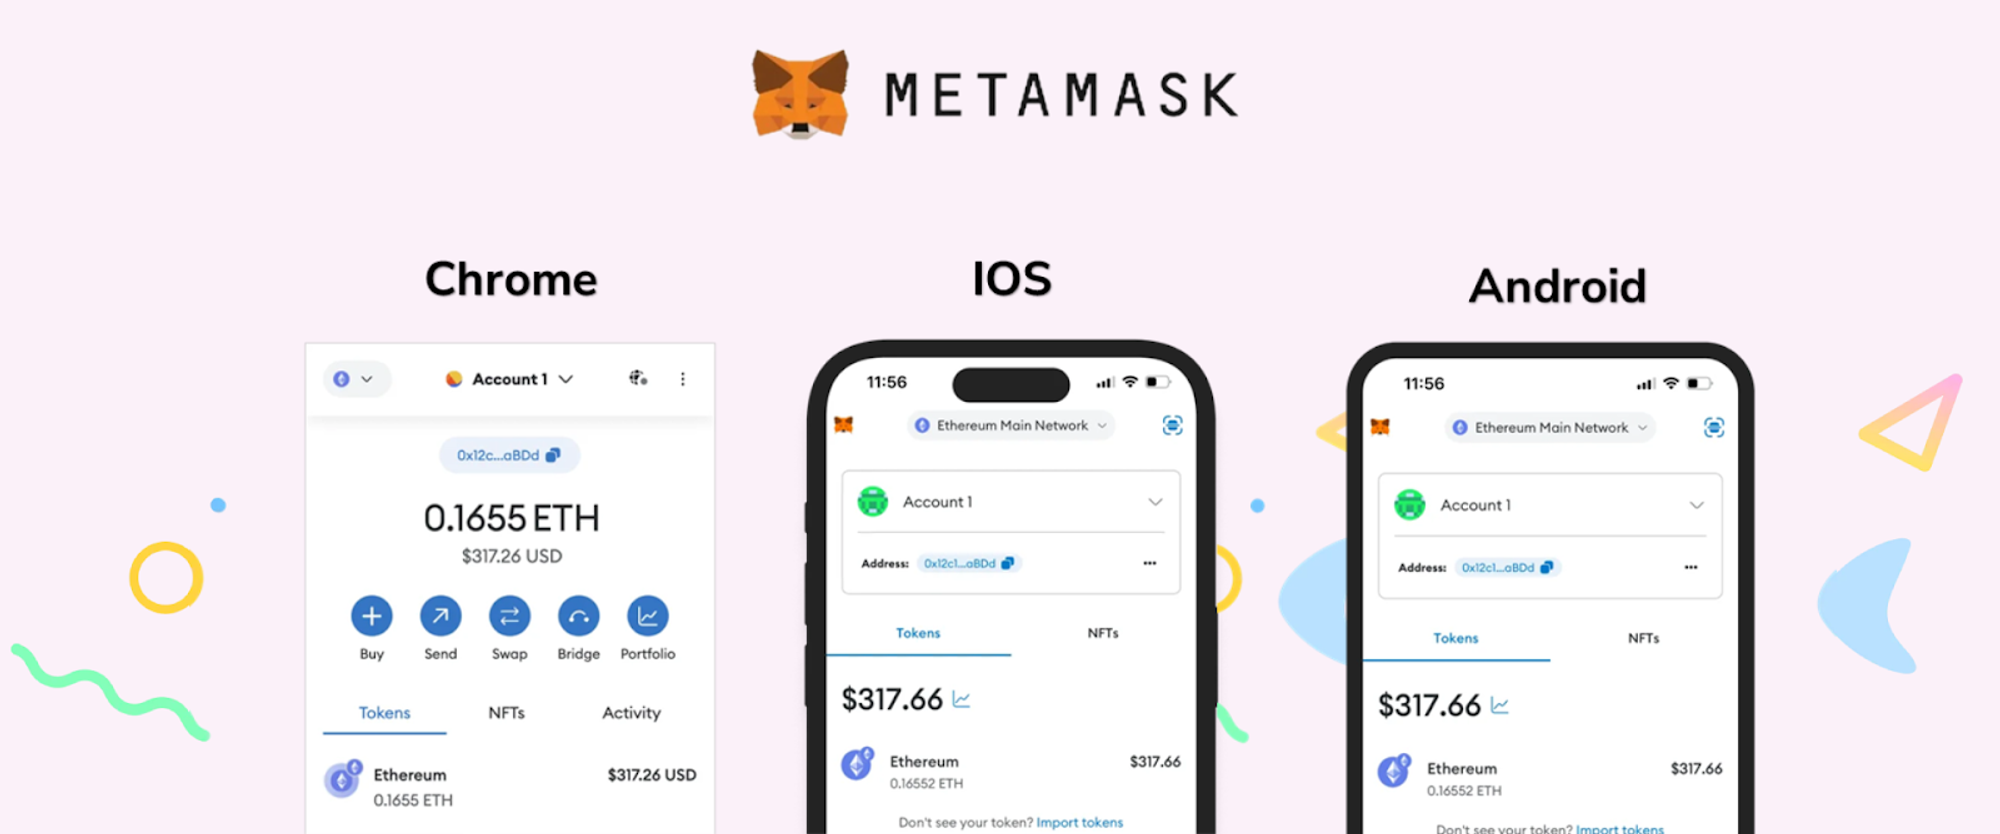 METAMASK
Chrome
Account 1
0x12c...aBDd
0.1655 ETH
$317.26 USD
Buy Send Swap Bridge Portfolio
Tokens NFTs Activity
Ethereum $317.26 USD
0.1655 ETH
IOS
11:56
Ethereum Main Network
Account 1
Address: 0x12c1...aBDd
Tokens NFTs
$317.66
Ethereum $317.66
0.16552 ETH
Don't see your token? Import tokens
Android
11:56
Ethereum Main Network
Account 1
Address: 0x12c1...aBDd
Tokens NFTs
$317.66
Ethereum $317.66
0.16552 ETH
Don't see your token? Import tokens